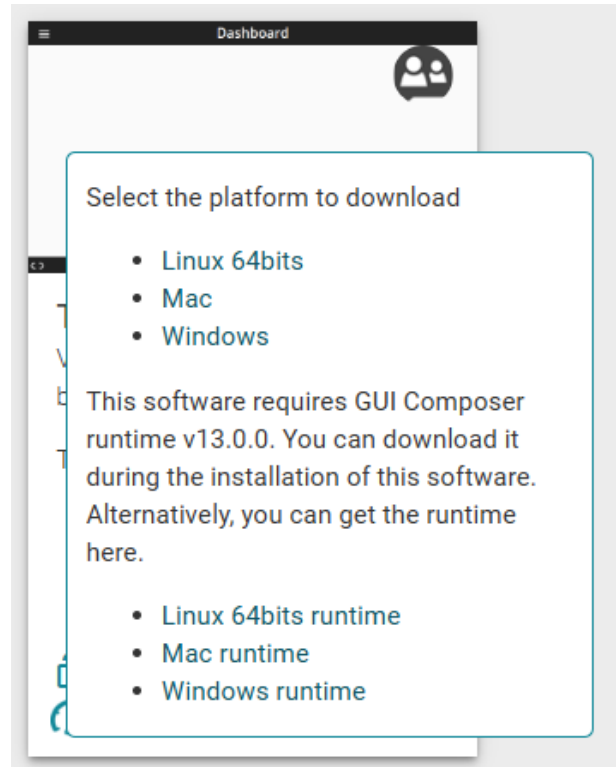 Dashboard
Select the platform to download
Linux 64bits
Mac
Windows
This software requires GUI Composer
runtime v13.0.0. You can download it
during the installation of this software.
Alternatively, you can get the runtime
here.
Linux 64bits runtime
Mac runtime
Windows runtime